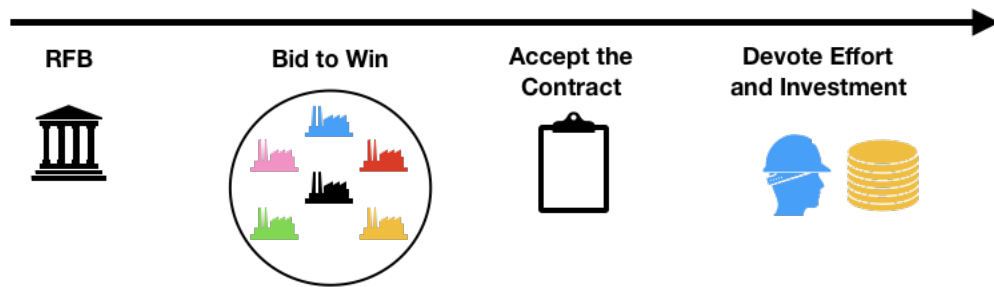 RFB
Bid to Win
Accept the
Contract
Devote Effort
and Investment